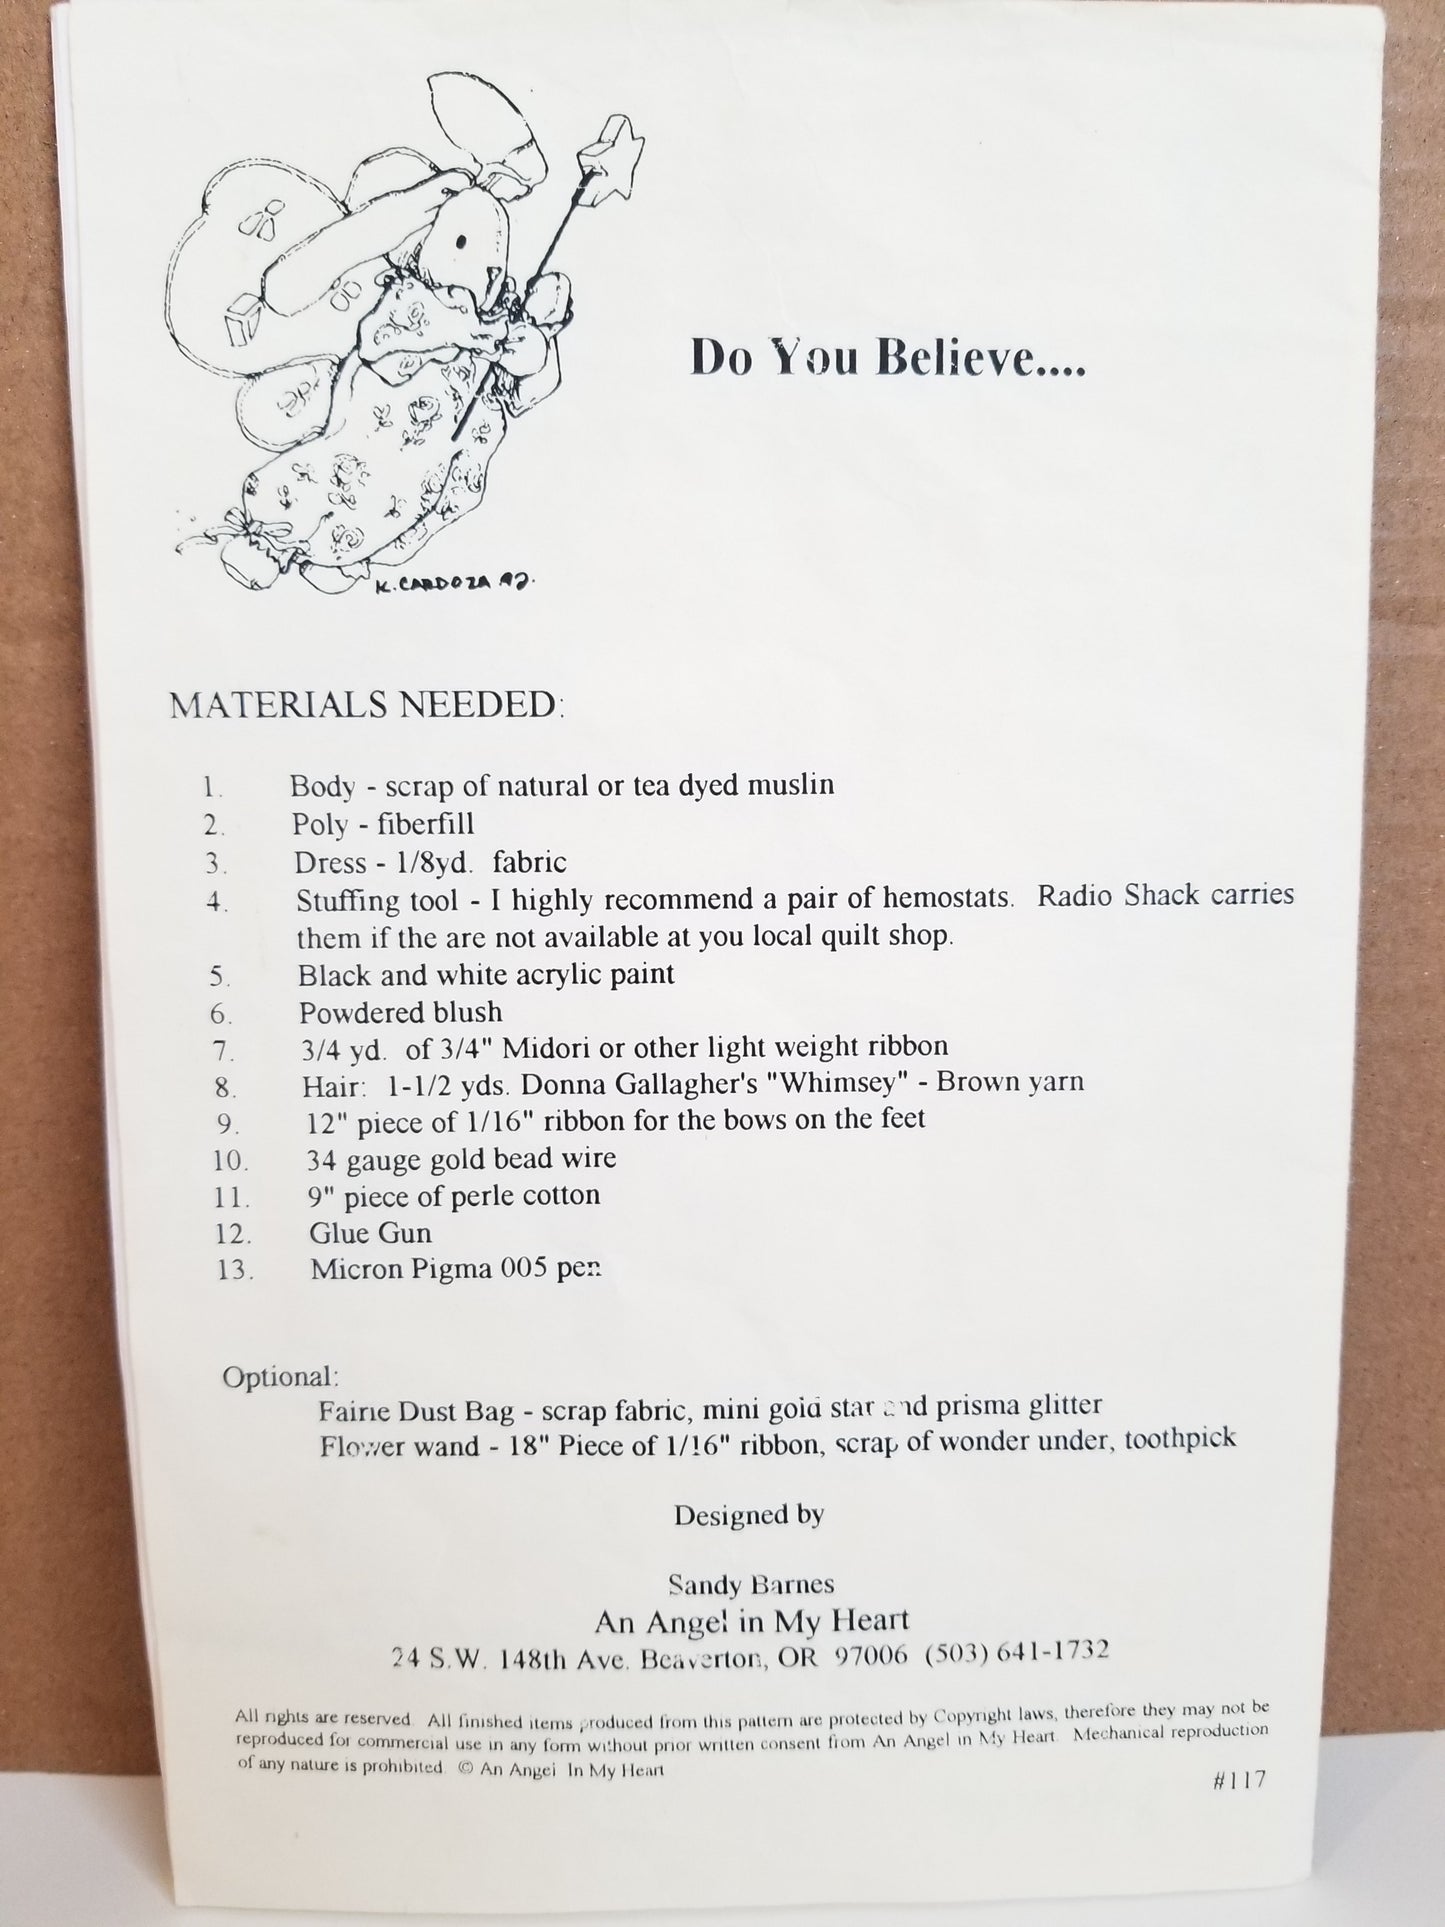 Do You Believe....
K. CARDOZA 92.
MATERIALS NEEDED:
1. Body - scrap of natural or tea dyed muslin
2. Poly - fiberfill
3. Dress - 1/8yd. fabric
4. Stuffing tool - I highly recommend a pair of hemostats. Radio Shack carries
them if the are not available at you local quilt shop.
5. Black and white acrylic paint
6. Powdered blush
7. 3/4 yd. of 3/4" Midori or other light weight ribbon
8. Hair: 1-1/2 yds. Donna Gallagher's "Whimsey" - Brown yarn
9. 12" piece of 1/16" ribbon for the bows on the feet
10. 34 gauge gold bead wire
11. 9" piece of perle cotton
12. Glue Gun
13. Micron Pigma 005 pen
Optional:
Fairie Dust Bag - scrap fabric, mini gold star and prisma glitter
Flower wand - 18" Piece of 1/16" ribbon, scrap of wonder under, toothpick
Designed by
Sandy Barnes
An Angel in My Heart
24 S.W. 148th Ave. Beaverton, OR 97006 (503) 641-1732
All rights are reserved. All finished items produced from this pattern are protected by Copyright laws, therefore they may not be
reproduced for commercial use in any form without prior written consent from An Angel in My Heart. Mechanical reproduction
of any nature is prohibited. © An Angel In My Heart
#117